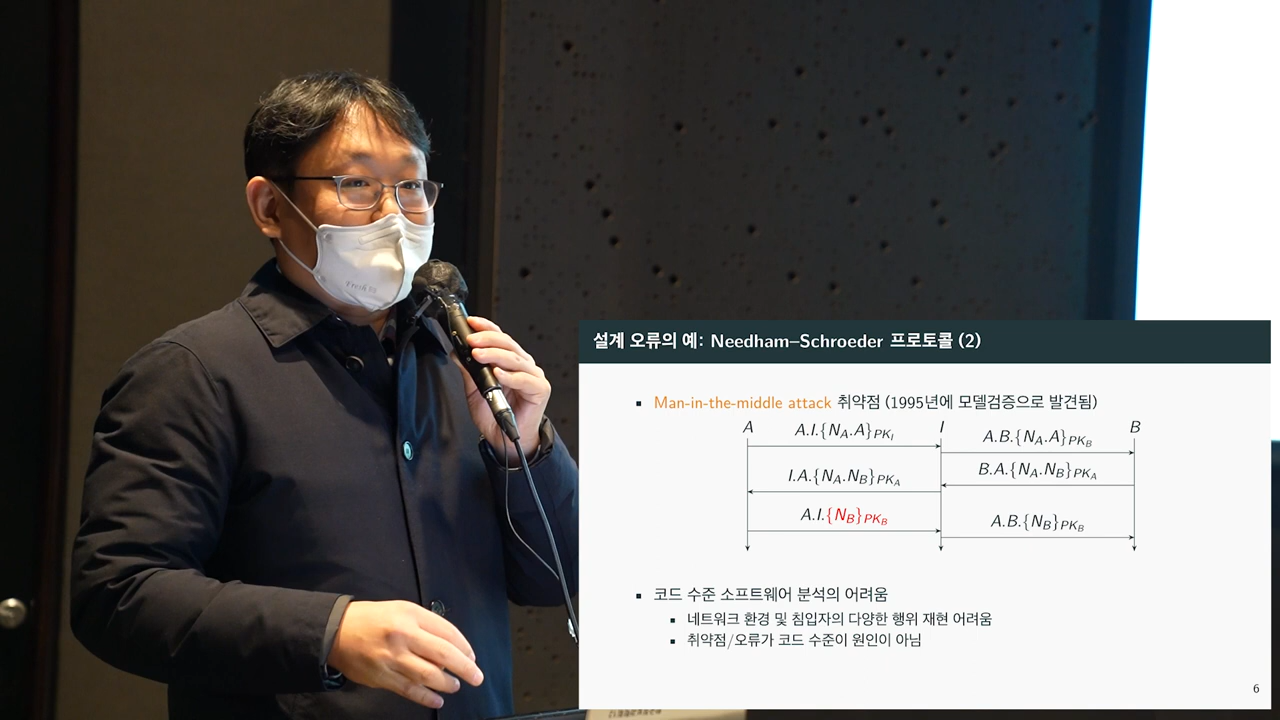 설계 오류의 예: Needham–Schroeder 프로토콜 (2)
Man-in-the-middle attack 취약점 (1995년에 모델검증으로 발견됨)
A I B
A.I.{N_A.A}_{PK_I} A.B.{N_A.A}_{PK_B}
I.A.{N_A.N_B}_{PK_A} B.A.{N_A.N_B}_{PK_A}
A.I.{N_B}_{PK_B} A.B.{N_B}_{PK_B}
코드 수준 소프트웨어 분석의 어려움
네트워크 환경 및 침입자의 다양한 행위 재현 어려움
취약점/오류가 코드 수준이 원인이 아님
6